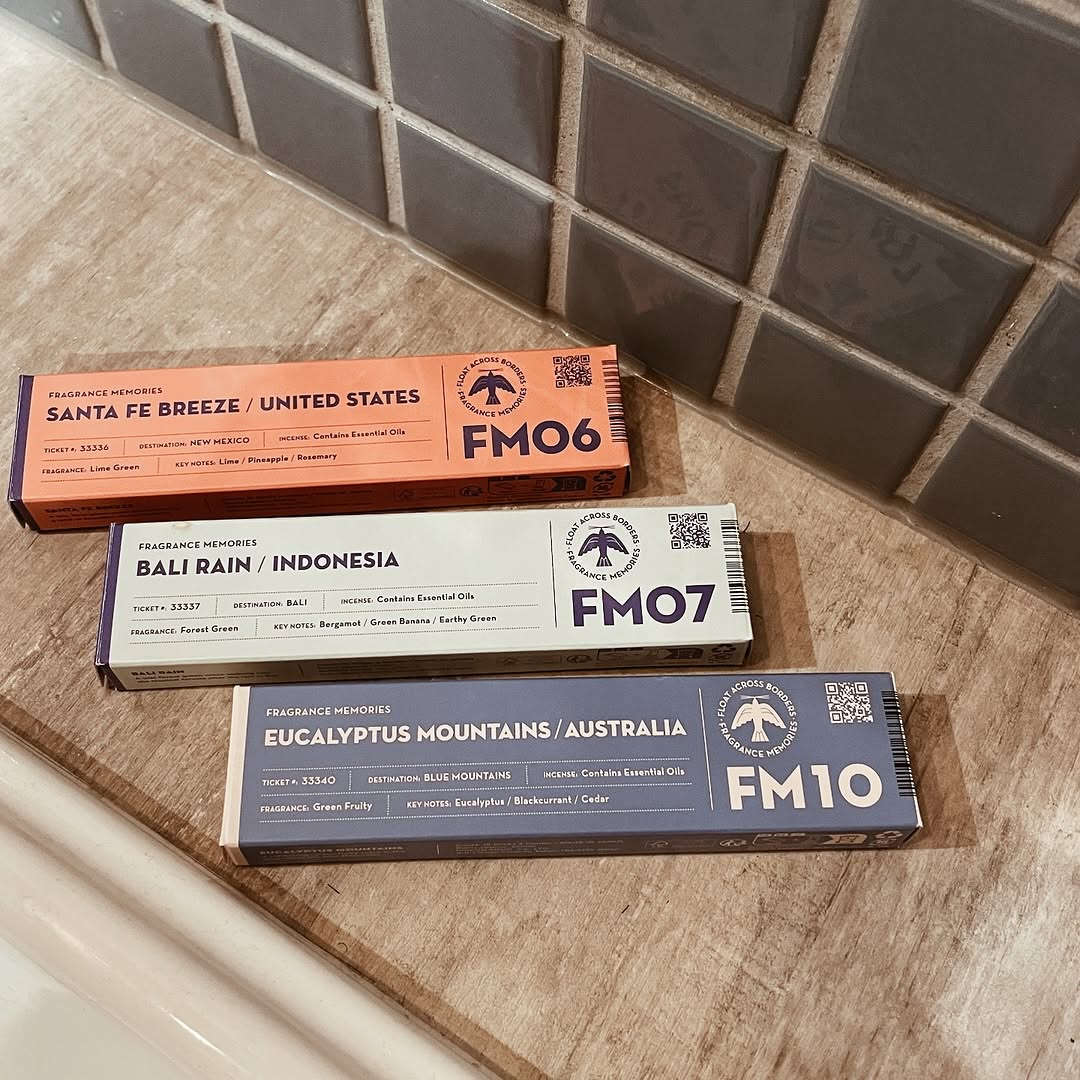 FRAGRANCE MEMORIES
SANTA FE BREEZE / UNITED STATES
TICKET #: 33336
DESTINATION: NEW MEXICO
INCENSE: Contains Essential Oils
FRAGRANCE: Lime Green
KEY NOTES: Lime / Pineapple / Rosemary
FLOAT ACROSS BORDERS
FRAGRANCE MEMORIES
FM06
SANTA FE BREEZE
FRAGRANCE MEMORIES
BALI RAIN / INDONESIA
TICKET #: 33337
DESTINATION: BALI
INCENSE: Contains Essential Oils
FRAGRANCE: Forest Green
KEY NOTES: Bergamot / Green Banana / Earthy Green
FLOAT ACROSS BORDERS
FRAGRANCE MEMORIES
FM07
BALI RAIN
FRAGRANCE MEMORIES
EUCALYPTUS MOUNTAINS / AUSTRALIA
TICKET #: 33340
DESTINATION: BLUE MOUNTAINS
INCENSE: Contains Essential Oils
FRAGRANCE: Green Fruity
KEY NOTES: Eucalyptus / Blackcurrant / Cedar
FLOAT ACROSS BORDERS
FRAGRANCE MEMORIES
FM10
EUCALYPTUS MOUNTAINS